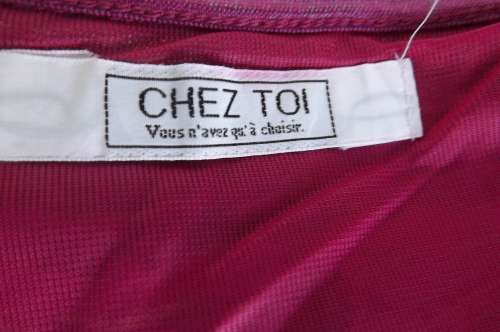 CHEZ TOI
Vous n'avez qu'à choisir.